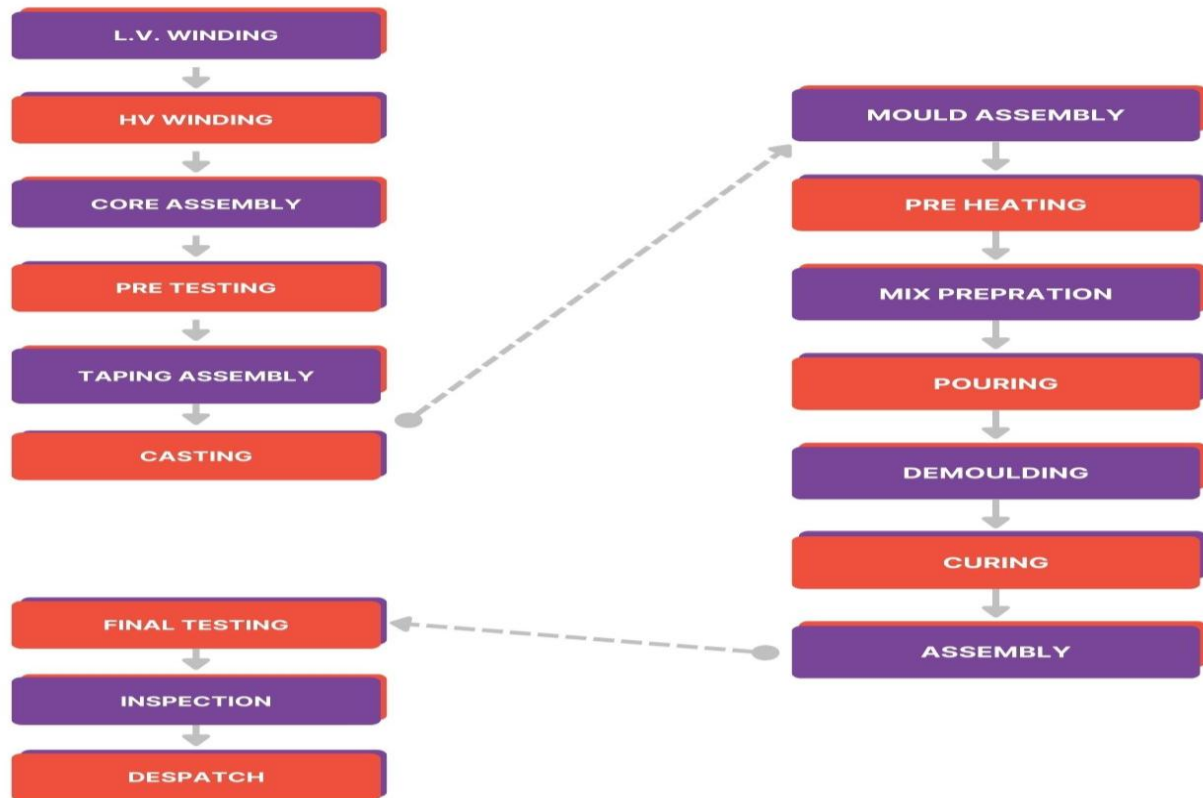 L.V. WINDING
HV WINDING
CORE ASSEMBLY
PRE TESTING
TAPING ASSEMBLY
CASTING
MOULD ASSEMBLY
PRE HEATING
MIX PREPRATION
POURING
DEMOULDING
CURING
ASSEMBLY
FINAL TESTING
INSPECTION
DESPATCH